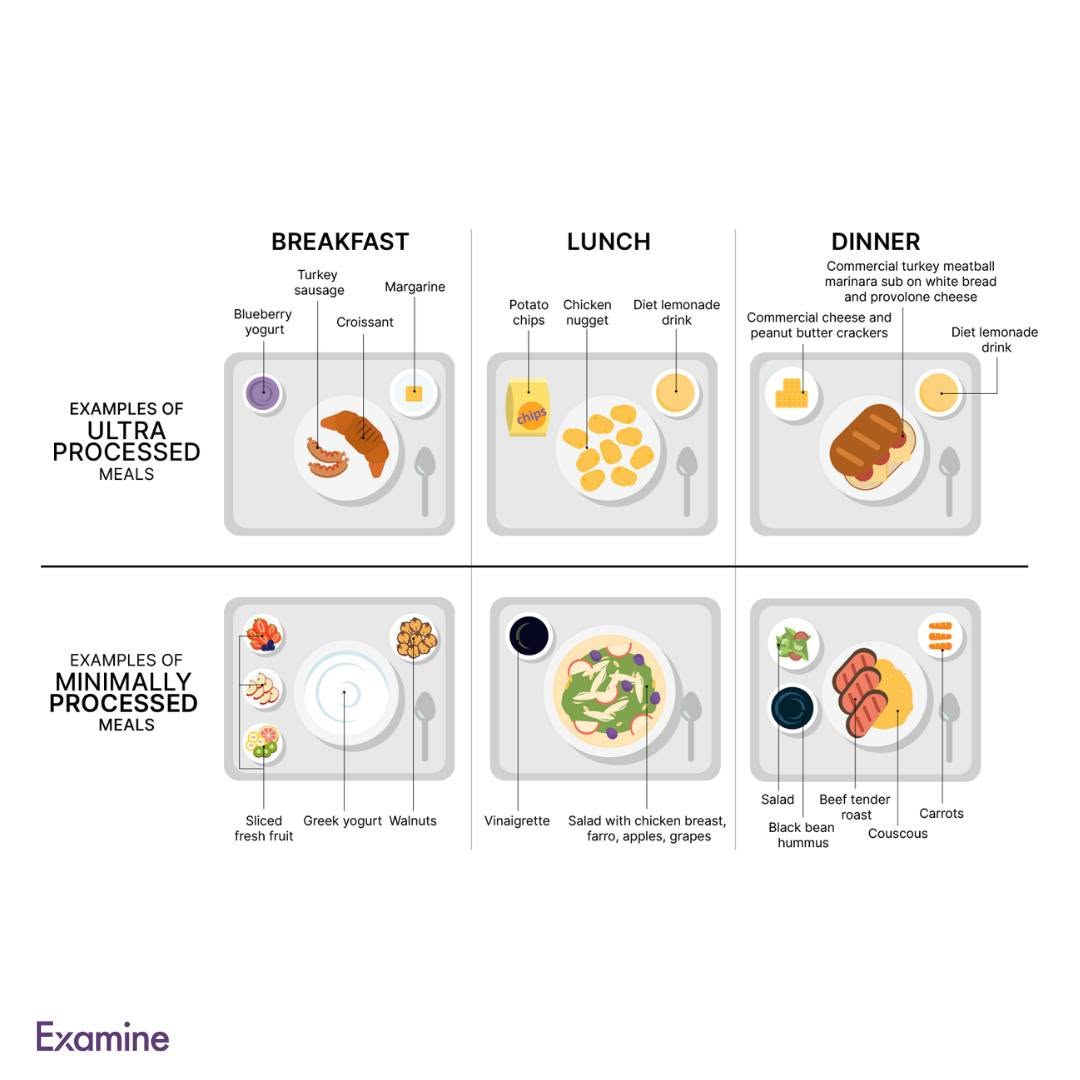 BREAKFAST
LUNCH
DINNER
Turkey
sausage
Margarine
Blueberry
yogurt
Croissant
Potato
chips
Chicken
nugget
Diet lemonade
drink
Commercial turkey meatball
marinara sub on white bread
and provolone cheese
Commercial cheese and
peanut butter crackers
Diet lemonade
drink
chips
EXAMPLES OF
ULTRA
PROCESSED
MEALS
EXAMPLES OF
MINIMALLY
PROCESSED
MEALS
Sliced
fresh fruit
Greek yogurt
Walnuts
Vinaigrette
Salad with chicken breast,
farro, apples, grapes
Salad
Black bean
hummus
Beef tender
roast
Couscous
Carrots
Examine